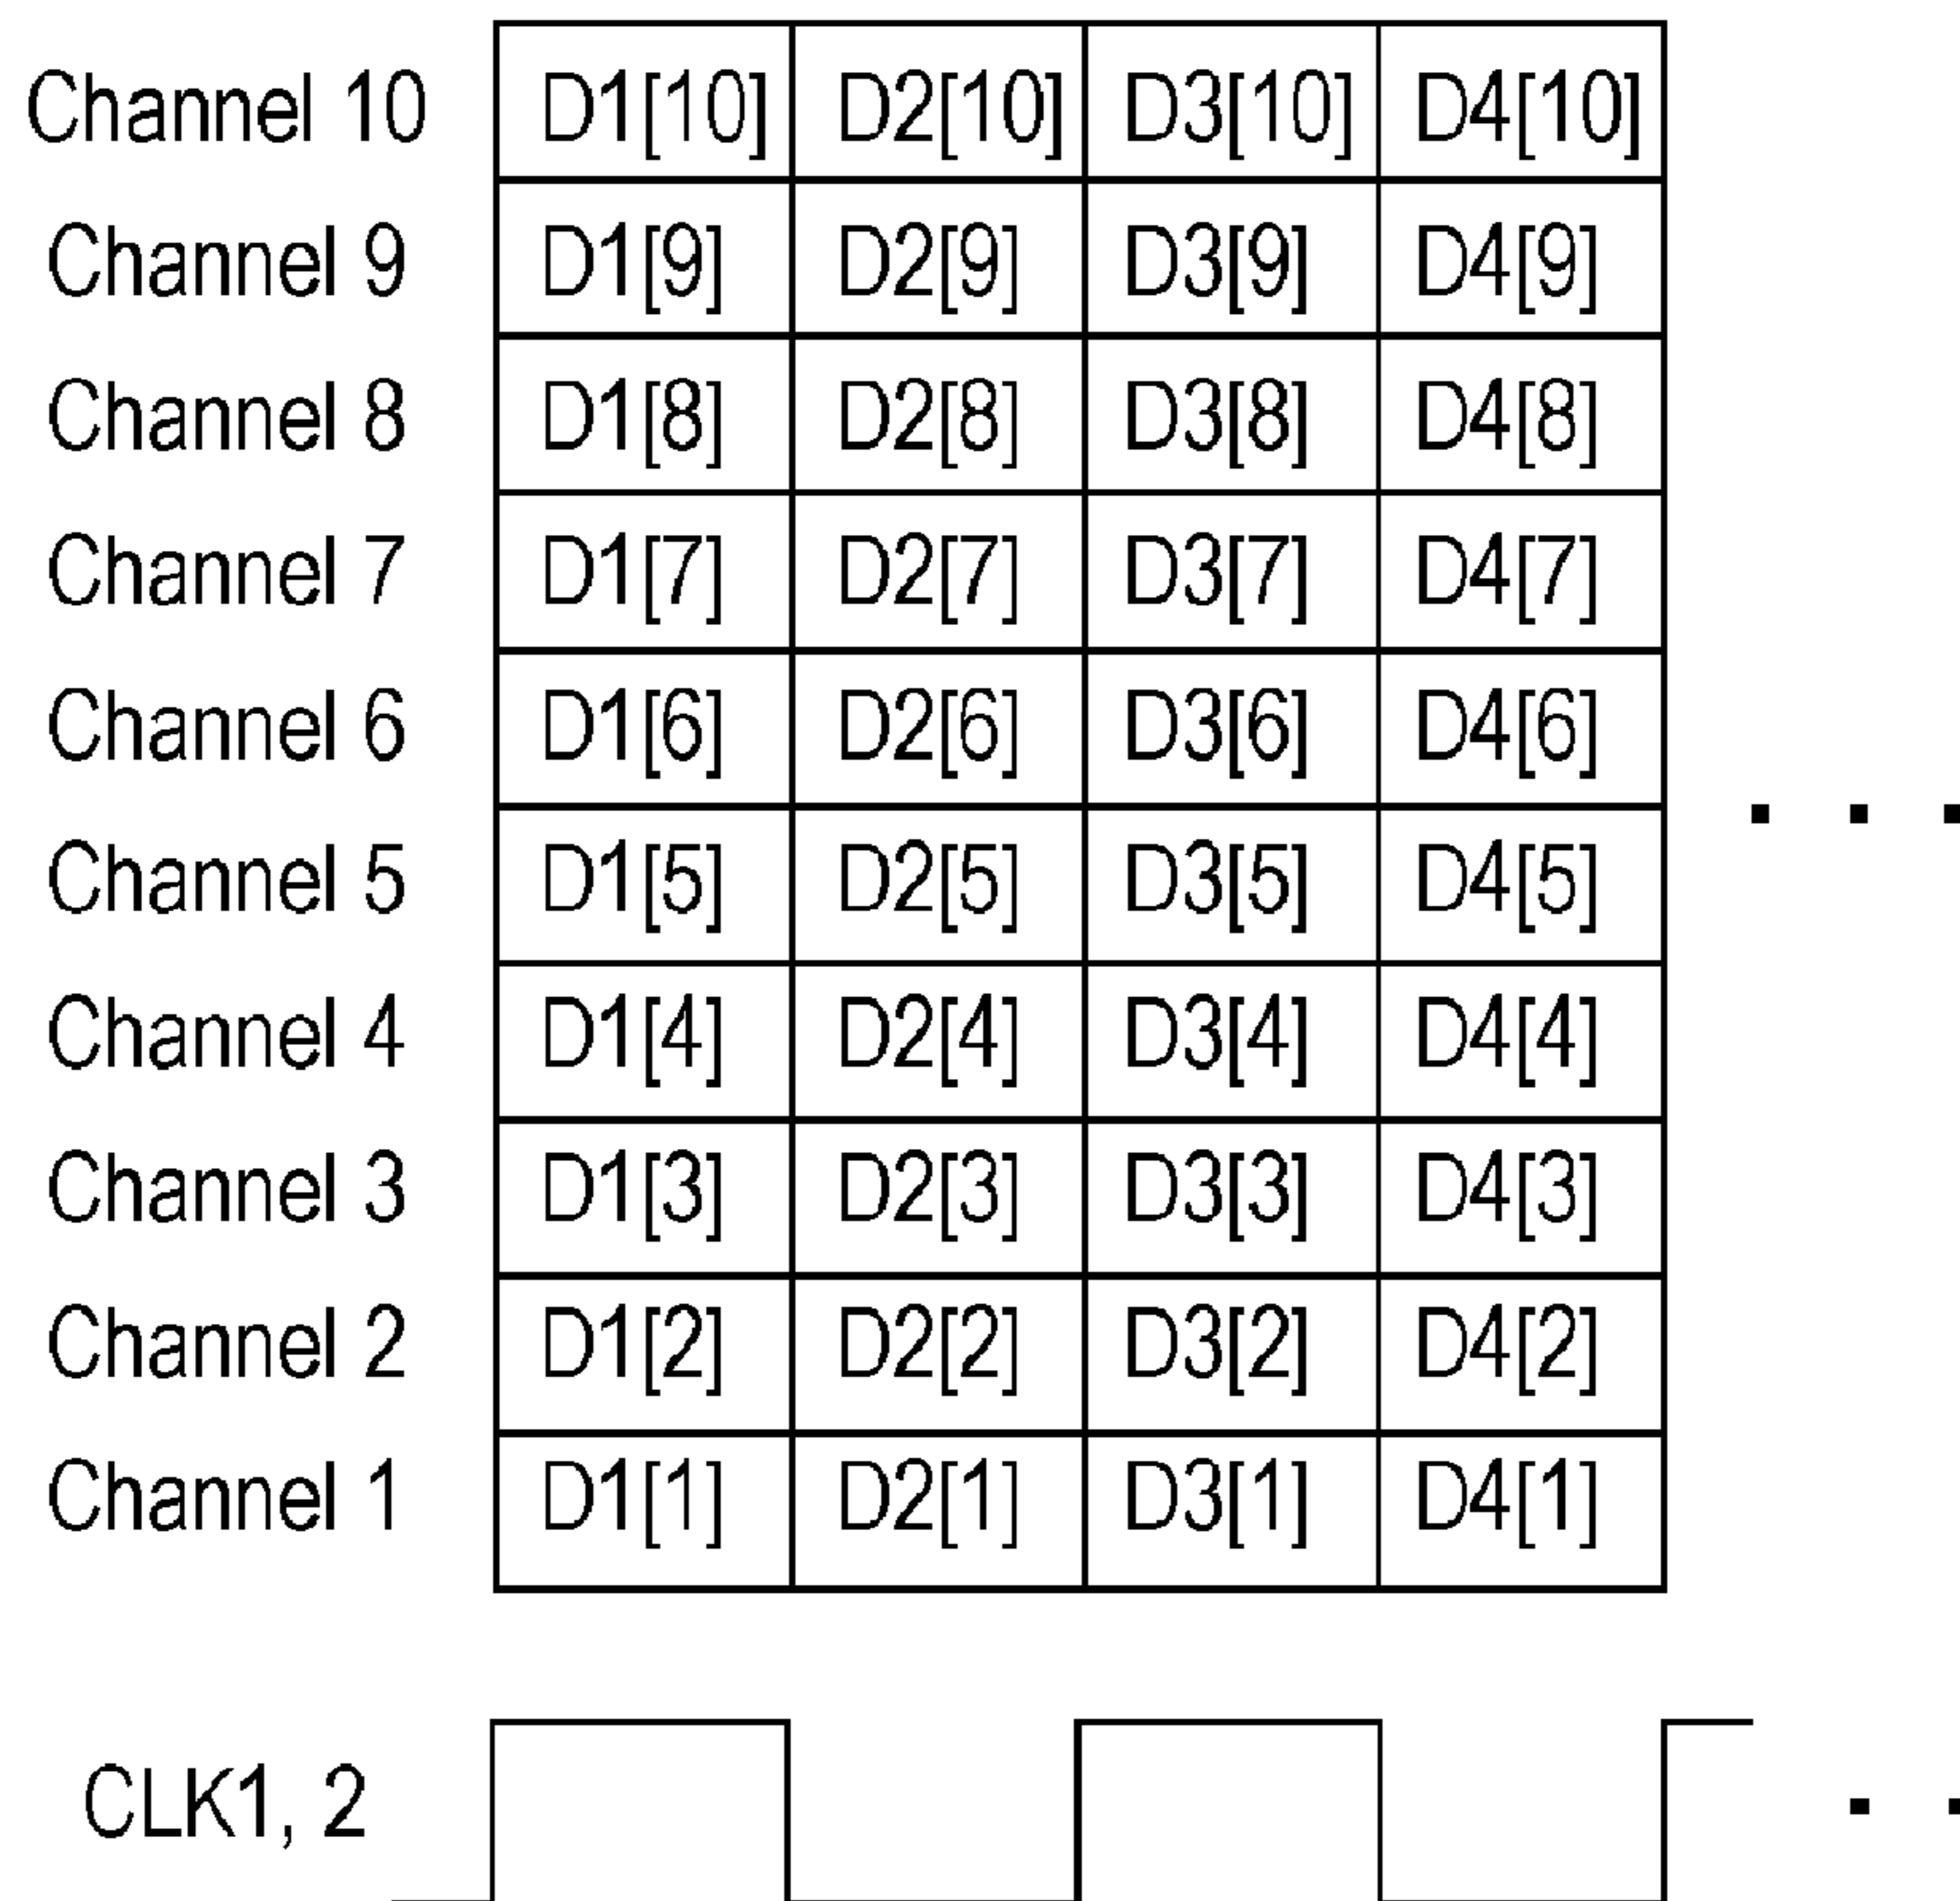 Channel 10 D1[10] D2[10] D3[10] D4[10]
Channel 9 D1[9] D2[9] D3[9] D4[9]
Channel 8 D1[8] D2[8] D3[8] D4[8]
Channel 7 D1[7] D2[7] D3[7] D4[7]
Channel 6 D1[6] D2[6] D3[6] D4[6]
Channel 5 D1[5] D2[5] D3[5] D4[5]
Channel 4 D1[4] D2[4] D3[4] D4[4]
Channel 3 D1[3] D2[3] D3[3] D4[3]
Channel 2 D1[2] D2[2] D3[2] D4[2]
Channel 1 D1[1] D2[1] D3[1] D4[1]
CLK1, 2